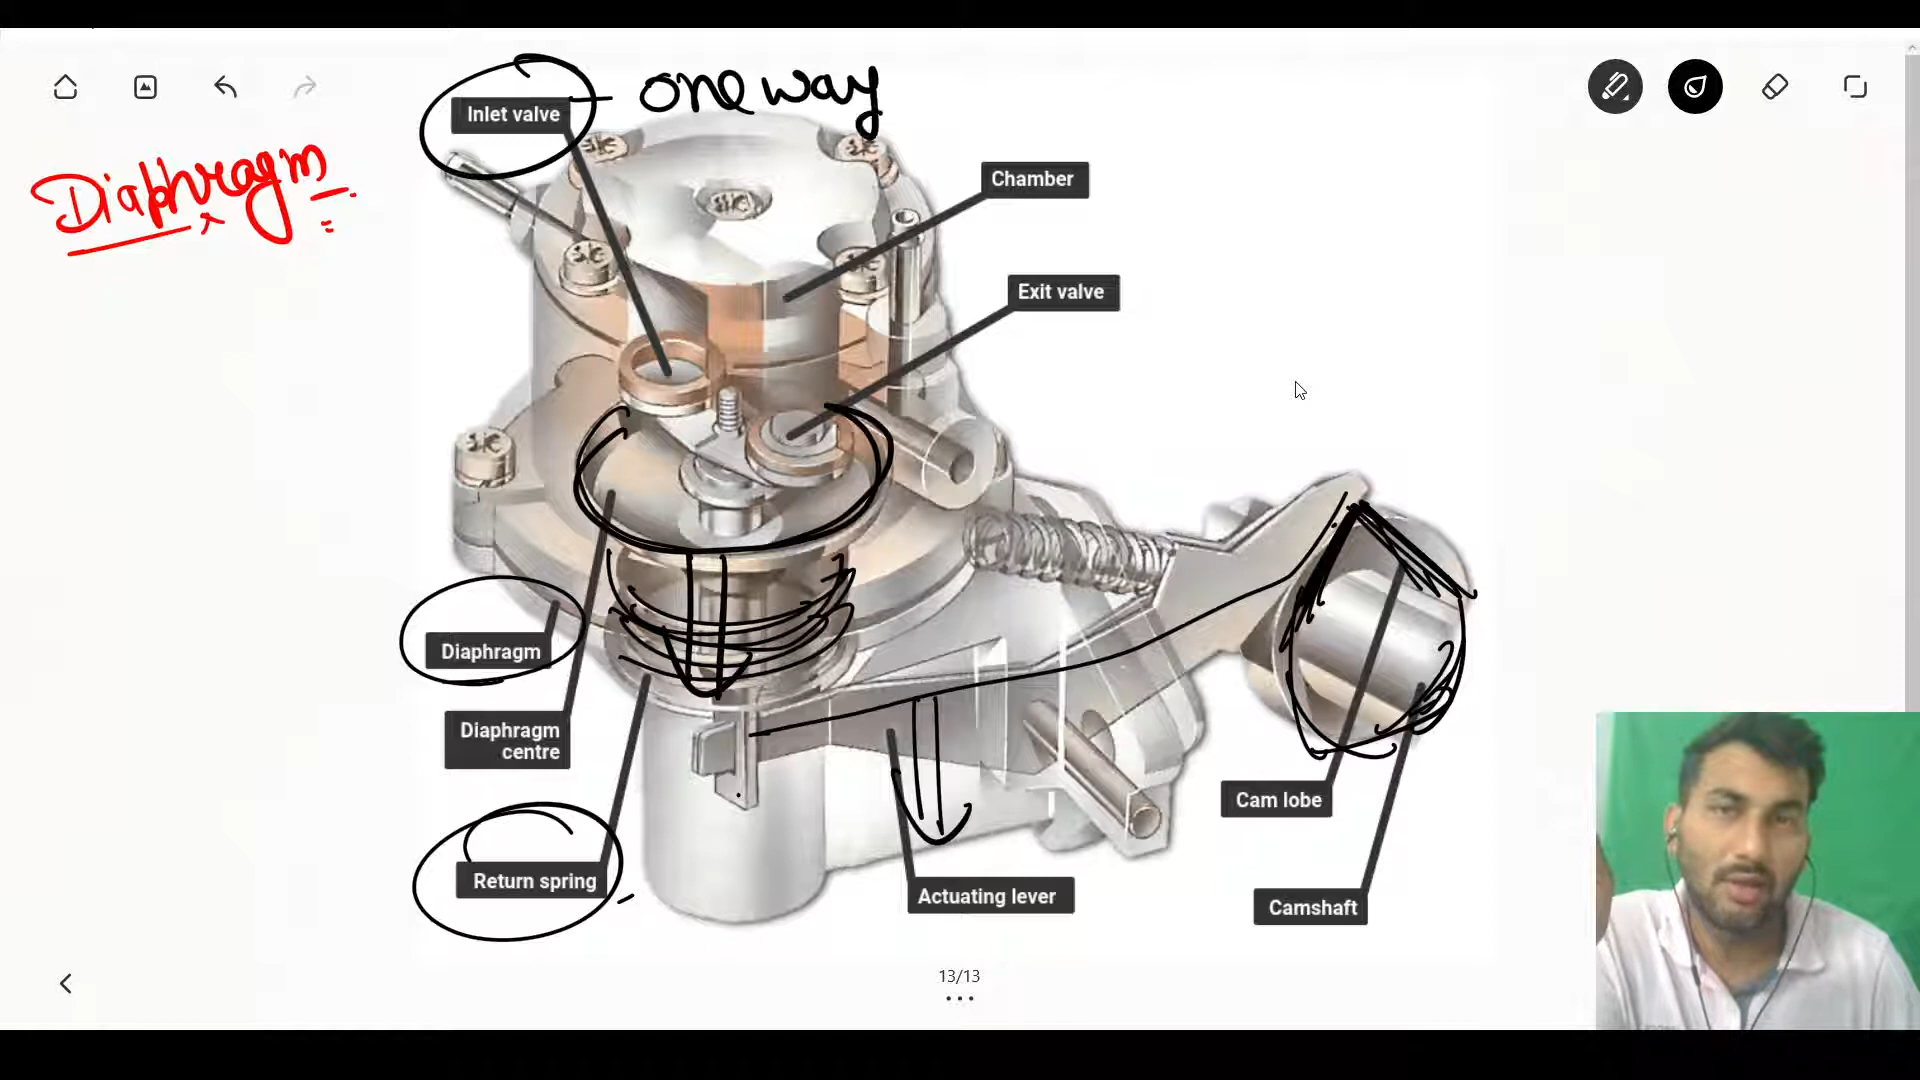 Inlet valve - one way
Diaphragm
Chamber
Exit valve
Diaphragm
Diaphragm
centre
Return spring
Cam lobe
Actuating lever
Camshaft
13/13